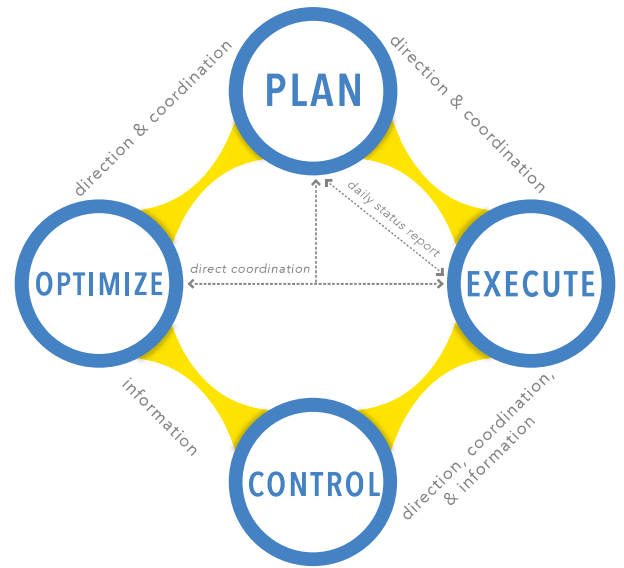 PLAN
direction & coordination
direction & coordination
daily status report
direct coordination
OPTIMIZE
EXECUTE
information
direction, coordination,
& information
CONTROL